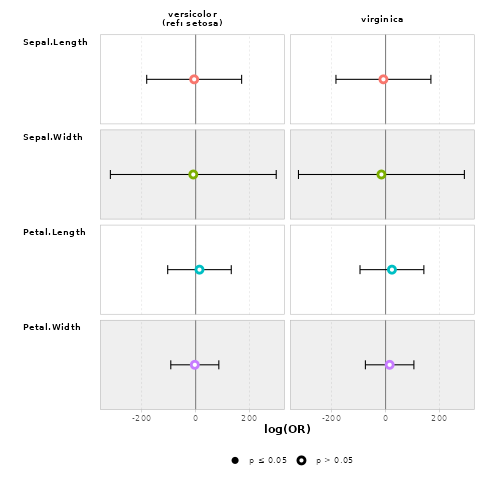 versicolor
(ref: setosa)
virginica
Sepal.Length
Sepal.Width
Petal.Length
Petal.Width
-200 0 200 -200 0 200
log(OR)
p ≤ 0.05 p > 0.05